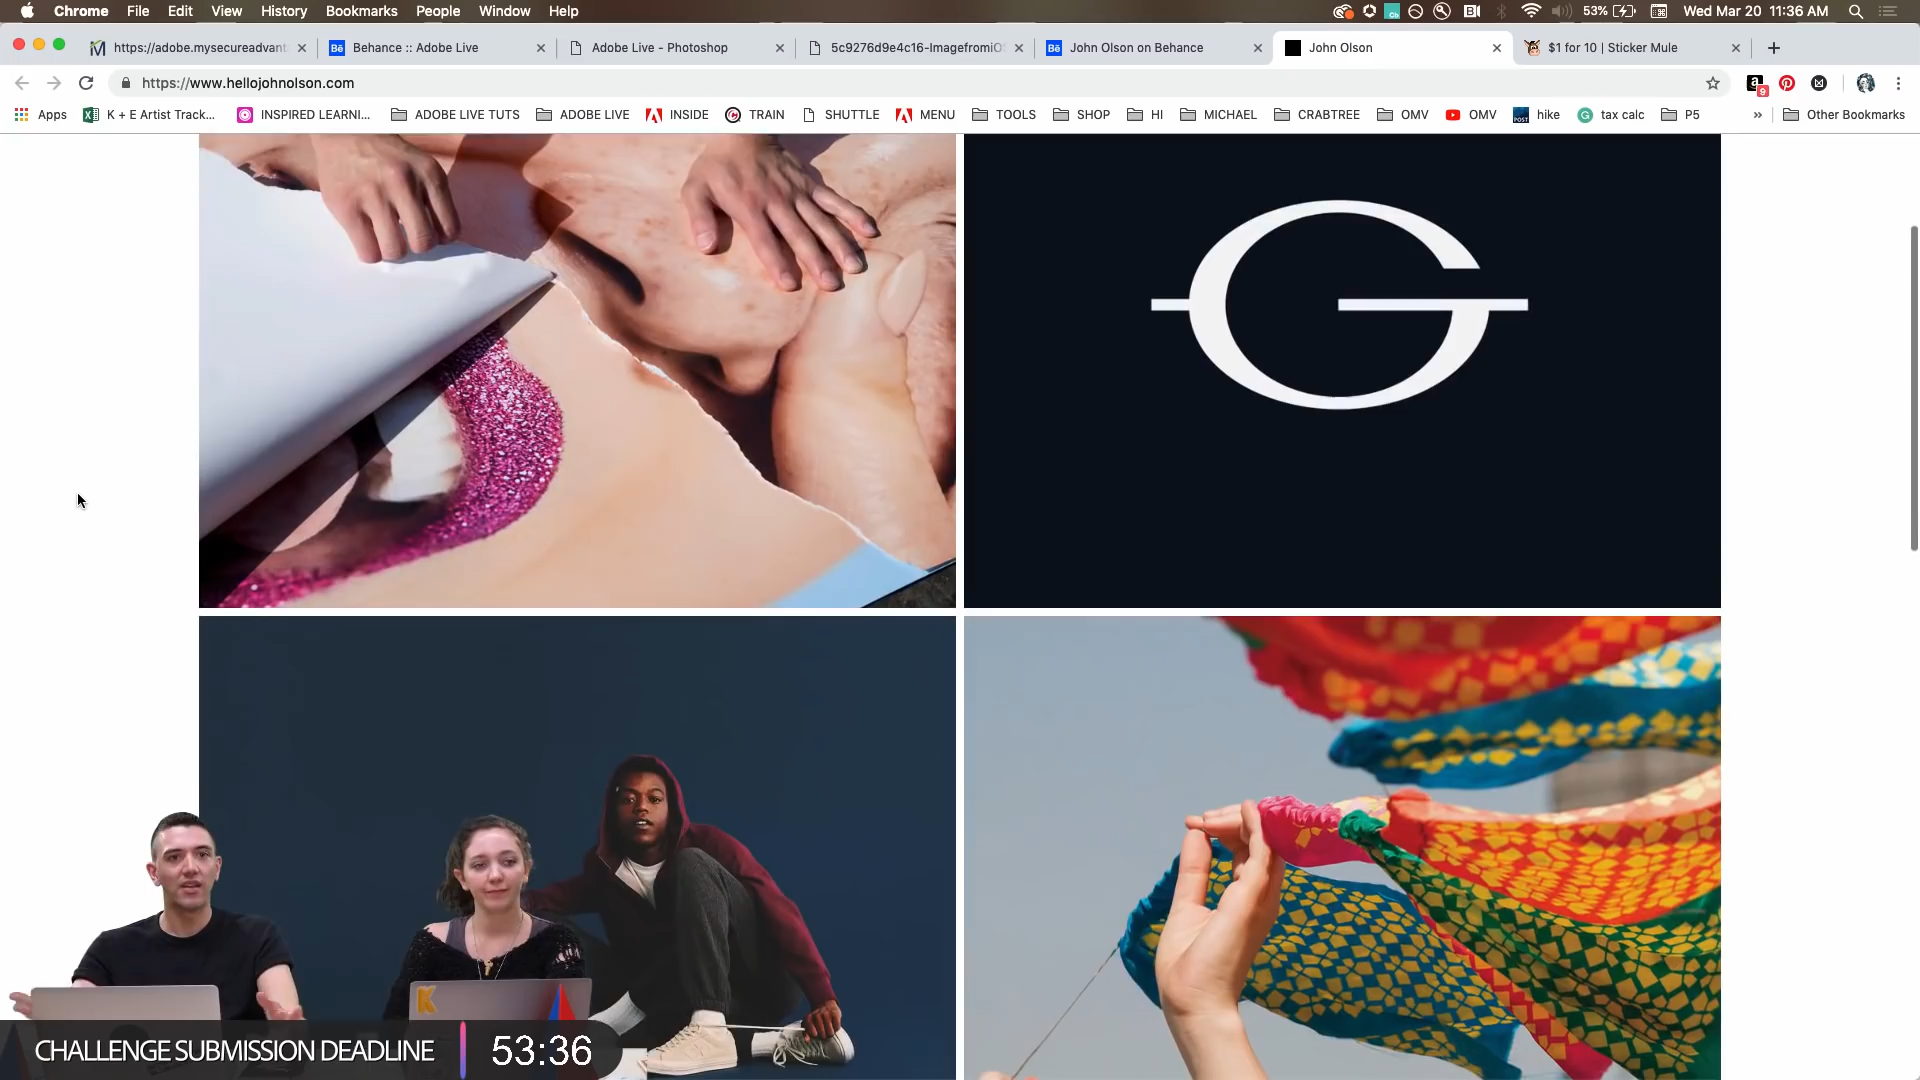 Chrome File Edit View History Bookmarks People Window Help
53% Wed Mar 20 11:36 AM
https://adobe.mysecureadvant
Behance :: Adobe Live
Adobe Live - Photoshop
5c9276d9e4c16-ImagefromiO
John Olson on Behance
John Olson
$1 for 10 | Sticker Mule
https://www.hellojohnolson.com
9
Apps
K + E Artist Track...
INSPIRED LEARNI...
ADOBE LIVE TUTS
ADOBE LIVE
INSIDE
TRAIN
SHUTTLE
MENU
TOOLS
SHOP
HI
MICHAEL
CRABTREE
OMV
OMV
hike
tax calc
P5
»
Other Bookmarks
G
K
CHALLENGE SUBMISSION DEADLINE
53:36